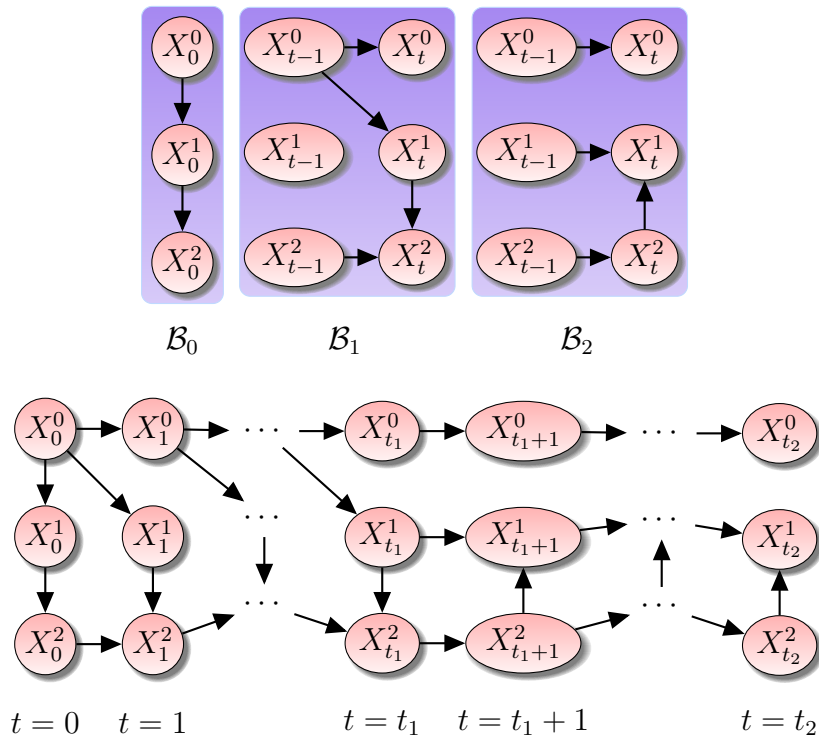 X_0^0 X_{t-1}^0 X_t^0 X_{t-1}^0 X_t^0
X_0^1 X_{t-1}^1 X_t^1 X_{t-1}^1 X_t^1
X_0^2 X_{t-1}^2 X_t^2 X_{t-1}^2 X_t^2
ℬ_0 ℬ_1 ℬ_2
X_0^0 X_1^0 ⋯ X_{t_1}^0 X_{t_1+1}^0 ⋯ X_{t_2}^0
X_0^1 X_1^1 ⋯ X_{t_1}^1 X_{t_1+1}^1 ⋯ X_{t_2}^1
X_0^2 X_1^2 ⋯ X_{t_1}^2 X_{t_1+1}^2 ⋯ X_{t_2}^2
t = 0 t = 1 t = t_1 t = t_1 + 1 t = t_2